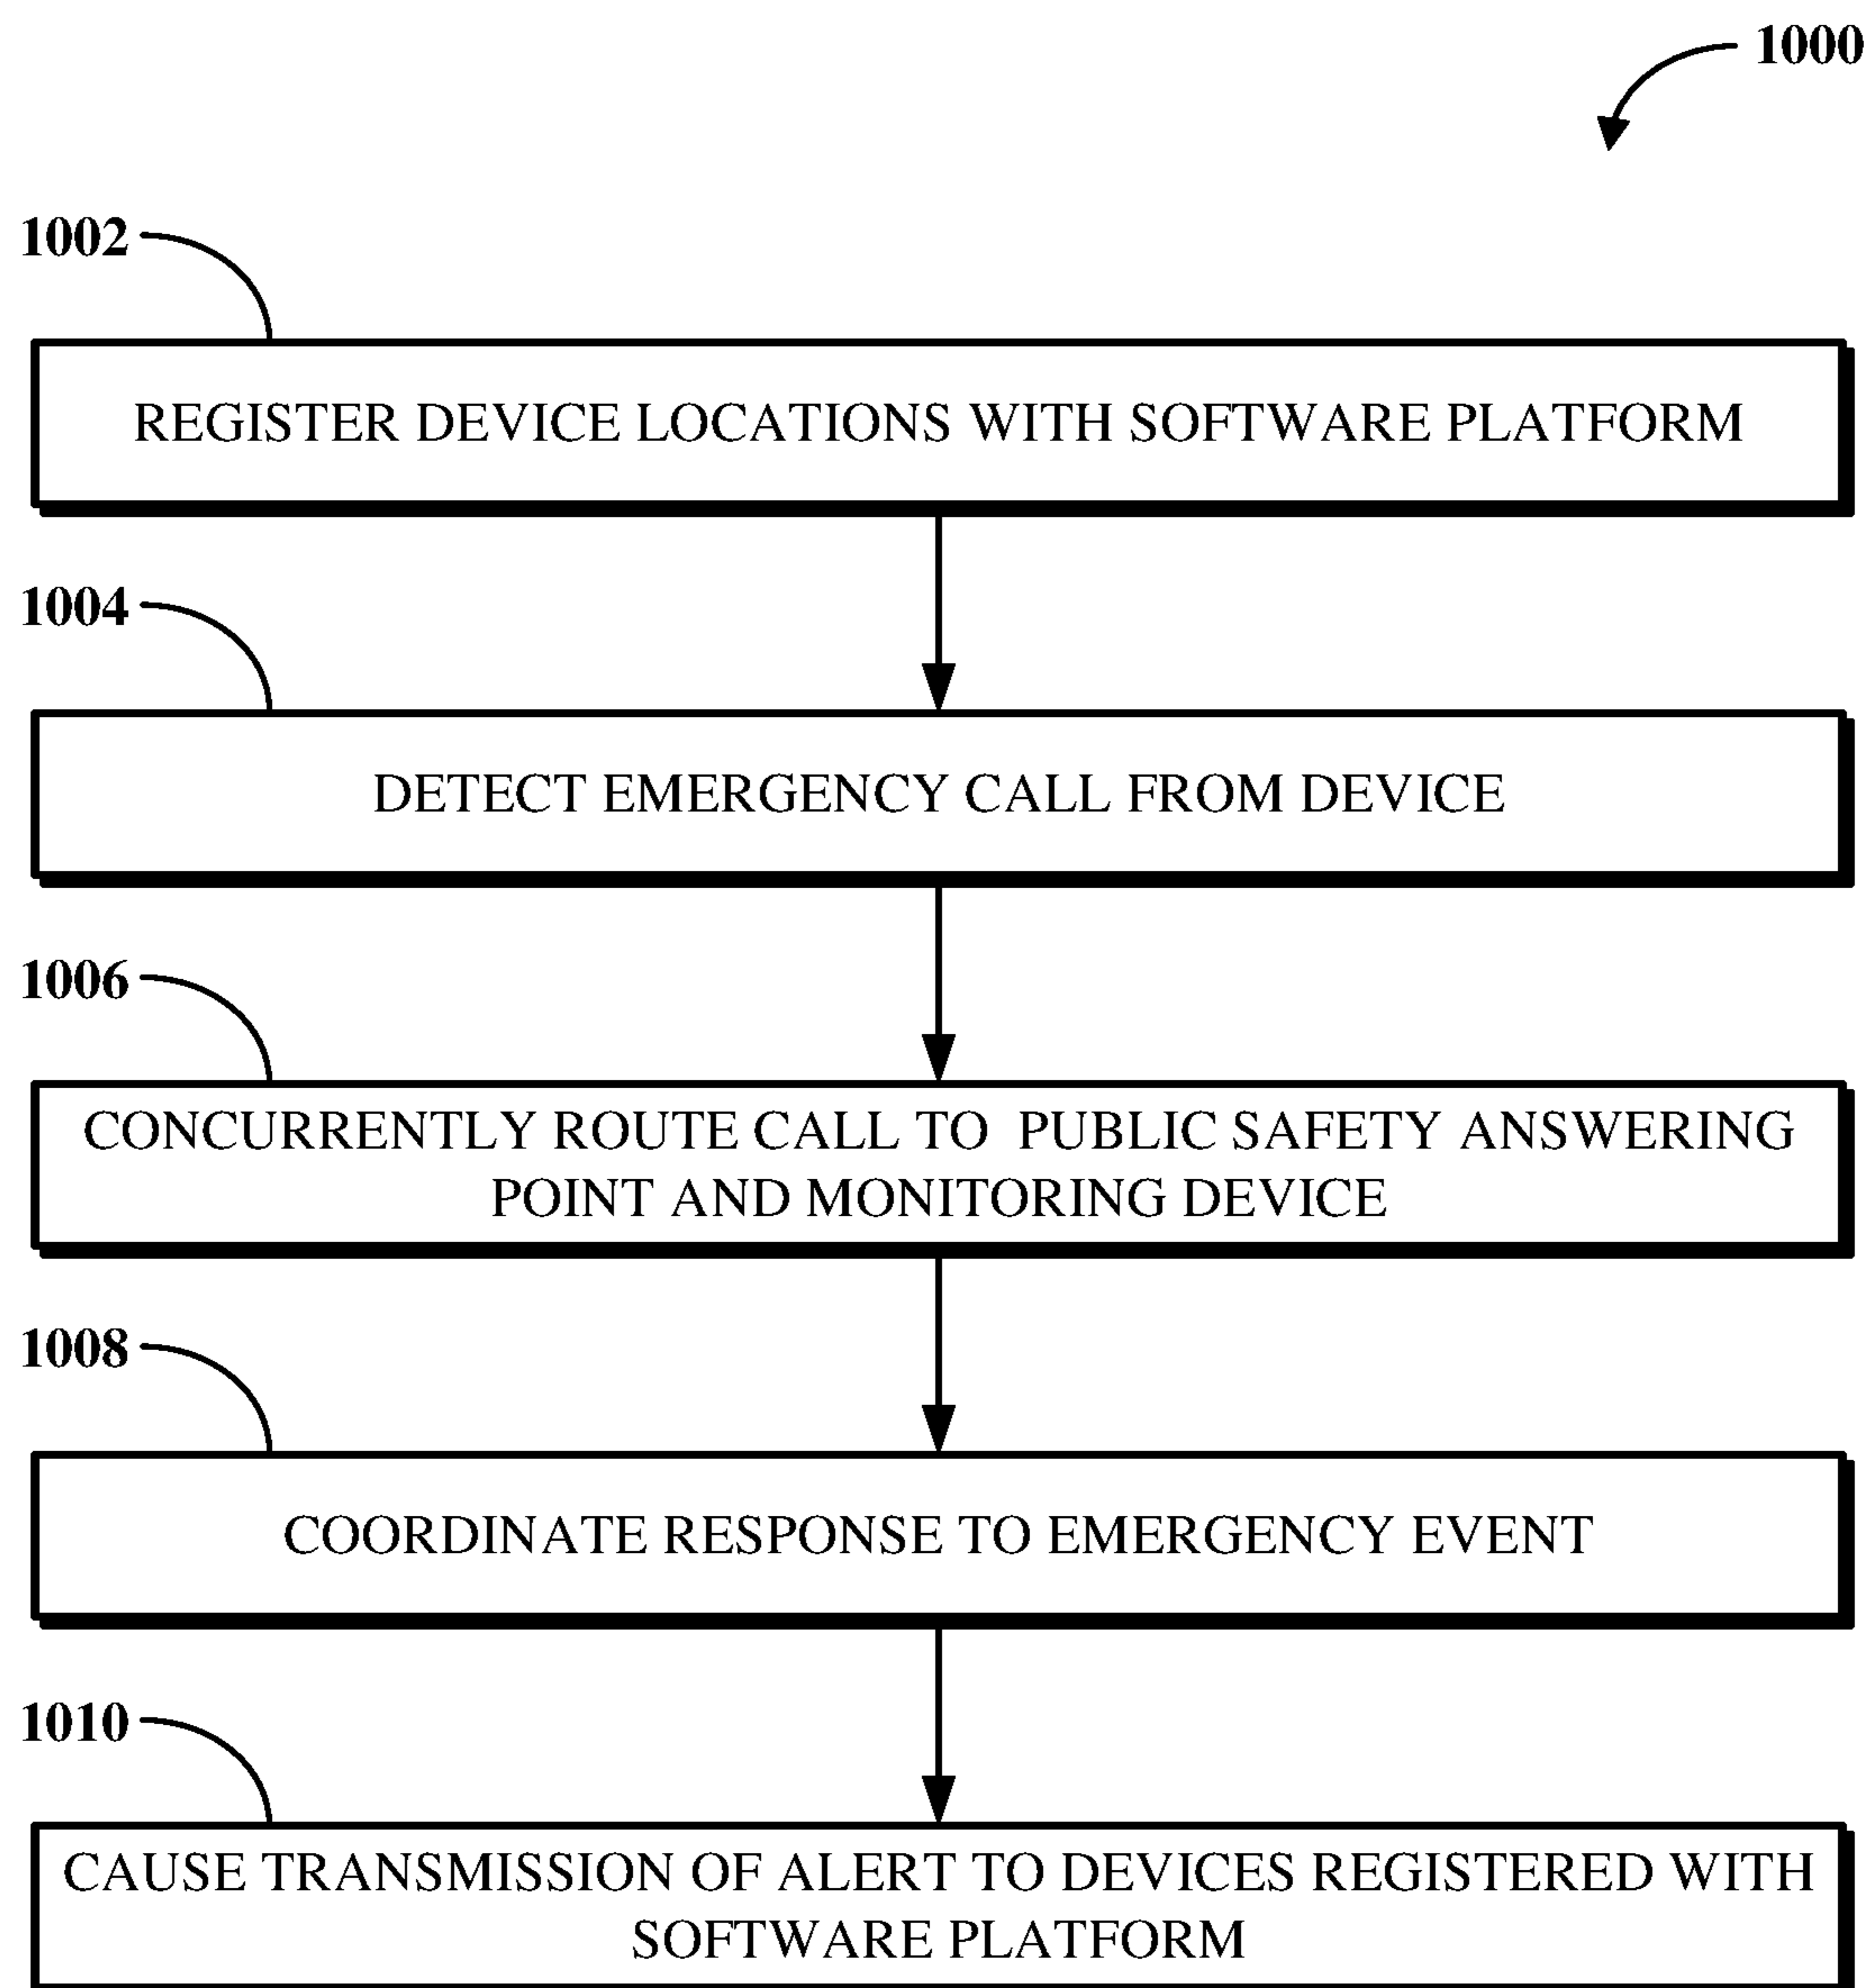 1000
1002
REGISTER DEVICE LOCATIONS WITH SOFTWARE PLATFORM
1004
DETECT EMERGENCY CALL FROM DEVICE
1006
CONCURRENTLY ROUTE CALL TO PUBLIC SAFETY ANSWERING
POINT AND MONITORING DEVICE
1008
COORDINATE RESPONSE TO EMERGENCY EVENT
1010
CAUSE TRANSMISSION OF ALERT TO DEVICES REGISTERED WITH
SOFTWARE PLATFORM